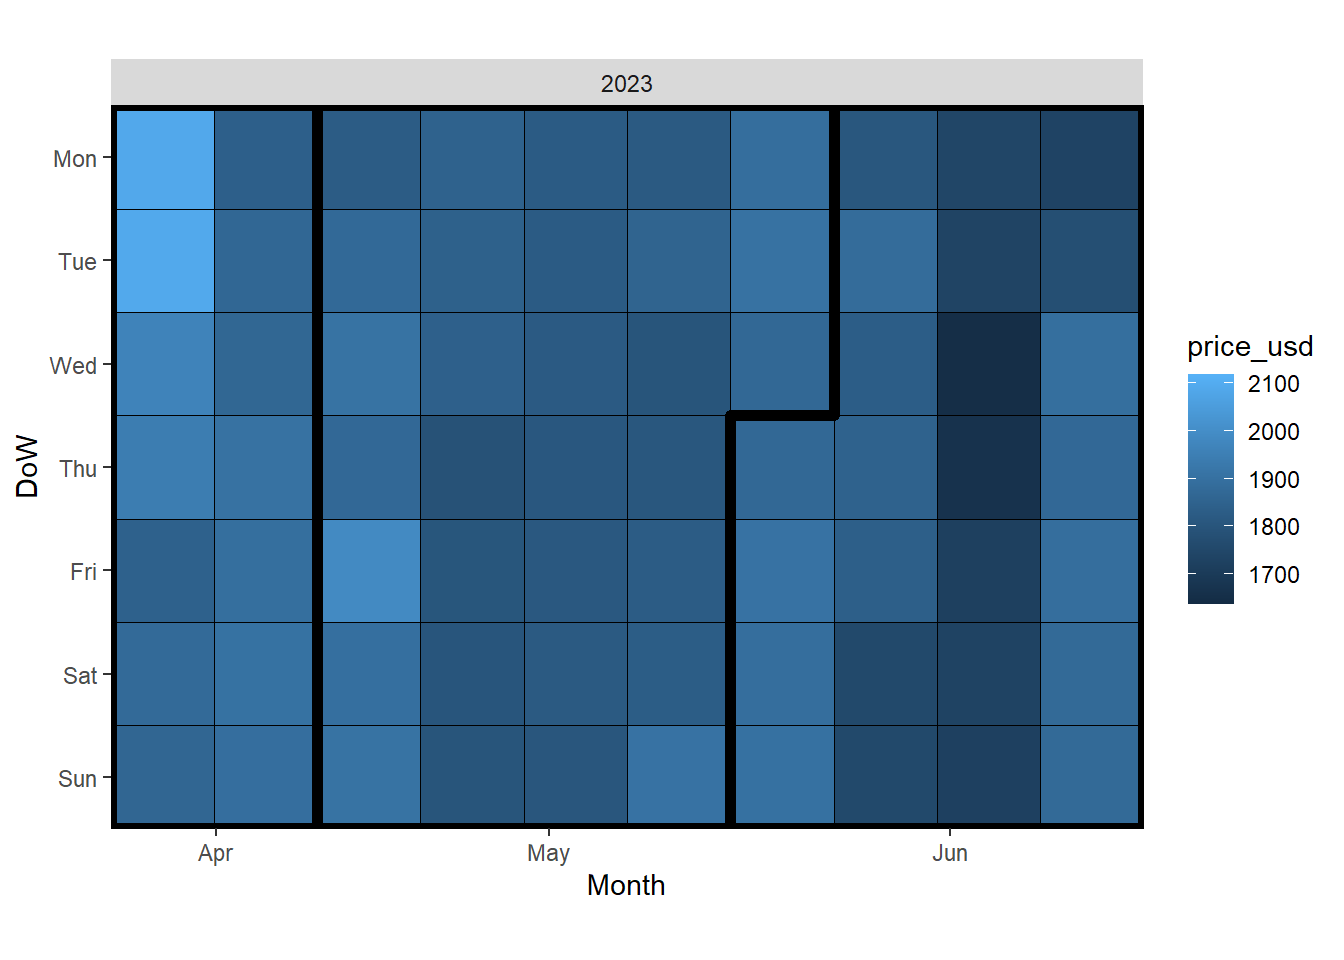 2023
Mon
Tue
Wed
Thu
Fri
Sat
Sun
DoW
Apr
May
Jun
Month
price_usd
2100
2000
1900
1800
1700